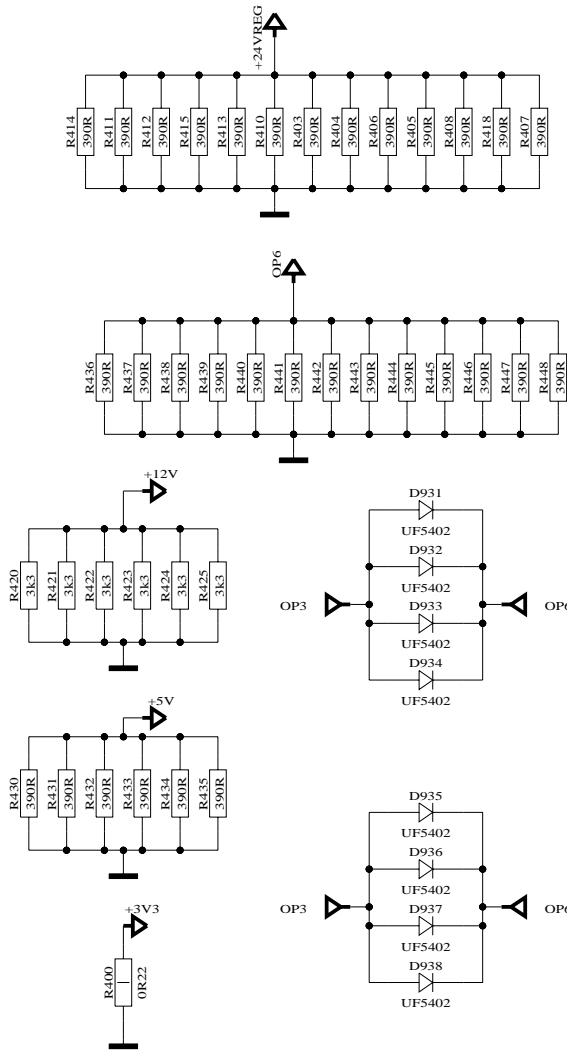 +24VREG
R414 390R
R411 390R
R412 390R
R415 390R
R413 390R
R410 390R
R403 390R
R404 390R
R406 390R
R405 390R
R408 390R
R418 390R
R407 390R
OP6
R436 390R
R437 390R
R438 390R
R439 390R
R440 390R
R441 390R
R442 390R
R443 390R
R444 390R
R445 390R
R446 390R
R447 390R
R448 390R
+12V
R420 3k3
R421 3k3
R422 3k3
R423 3k3
R424 3k3
R425 3k3
D931
UF5402
D932
UF5402
OP3
D933
OP6
UF5402
D934
UF5402
+5V
R430 390R
R431 390R
R432 390R
R433 390R
R434 390R
R435 390R
D935
UF5402
D936
UF5402
OP3
D937
OP6
UF5402
D938
UF5402
+3V3
R400 0R22